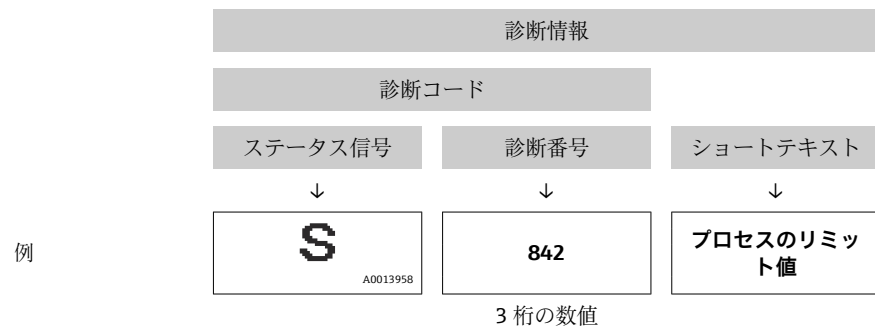 診断情報
診断コード
ステータス信号
診断番号
ショートテキスト
↓
↓
↓
例
S
A0013958
842
プロセスのリミッ
ト値
3 桁の数値